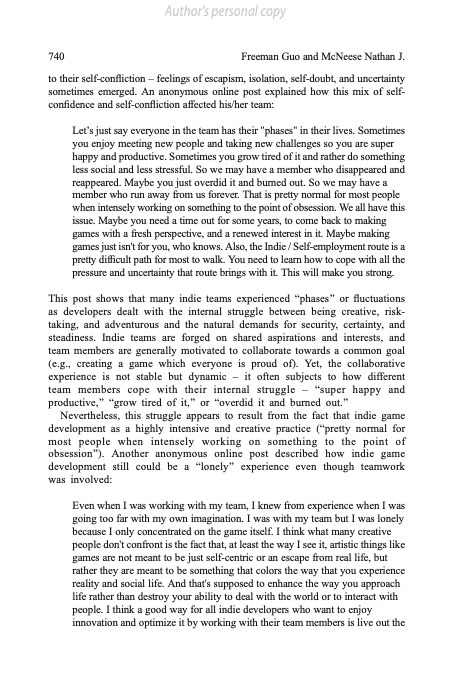 Author's personal copy
740 Freeman Guo and McNeese Nathan J.
to their self-confliction – feelings of escapism, isolation, self-doubt, and uncertainty
sometimes emerged. An anonymous online post explained how this mix of self-
confidence and self-confliction affected his/her team:
Let's just say everyone in the team has their "phases" in their lives. Sometimes
you enjoy meeting new people and taking new challenges so you are super
happy and productive. Sometimes you grow tired of it and rather do something
less social and less stressful. So we may have a member who disappeared and
reappeared. Maybe you just overdid it and burned out. So we may have a
member who run away from us forever. That is pretty normal for most people
when intensely working on something to the point of obsession. We all have this
issue. Maybe you need a time out for some years, to come back to making
games with a fresh perspective, and a renewed interest in it. Maybe making
games just isn't for you, who knows. Also, the Indie / Self-employment route is a
pretty difficult path for most to walk. You need to learn how to cope with all the
pressure and uncertainty that route brings with it. This will make you strong.
This post shows that many indie teams experienced “phases” or fluctuations
as developers dealt with the internal struggle between being creative, risk-
taking, and adventurous and the natural demands for security, certainty, and
steadiness. Indie teams are forged on shared aspirations and interests, and
team members are generally motivated to collaborate towards a common goal
(e.g., creating a game which everyone is proud of). Yet, the collaborative
experience is not stable but dynamic – it often subjects to how different
team members cope with their internal struggle – “super happy and
productive,” “grow tired of it,” or “overdid it and burned out.”
Nevertheless, this struggle appears to result from the fact that indie game
development as a highly intensive and creative practice (“pretty normal for
most people when intensely working on something to the point of
obsession”). Another anonymous online post described how indie game
development still could be a “lonely” experience even though teamwork
was involved:
Even when I was working with my team, I knew from experience when I was
going too far with my own imagination. I was with my team but I was lonely
because I only concentrated on the game itself. I think what many creative
people don't confront is the fact that, at least the way I see it, artistic things like
games are not meant to be just self-centric or an escape from real life, but
rather they are meant to be something that colors the way that you experience
reality and social life. And that's supposed to enhance the way you approach
life rather than destroy your ability to deal with the world or to interact with
people. I think a good way for all indie developers who want to enjoy
innovation and optimize it by working with their team members is live out the